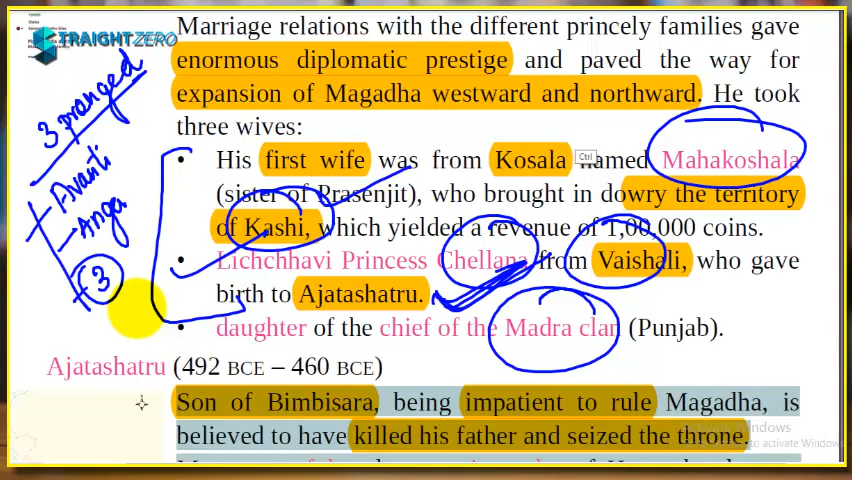 STRAIGHTZERO
Marriage relations with the different princely families gave
enormous diplomatic prestige and paved the way for
expansion of Magadha westward and northward. He took
three wives:
• His first wife was from Kosala named Mahakoshala
Ctrl
(sister of Prasenjit), who brought in dowry the territory
of Kashi, which yielded a revenue of 1,00,000 coins.
• Lichchhavi Princess Chellana from Vaishali, who gave
birth to Ajatashatru.
• daughter of the chief of the Madra clan (Punjab).
3 pranged
Avanti
Anga
3
Ajatashatru (492 BCE – 460 BCE)
Son of Bimbisara, being impatient to rule Magadha, is
believed to have killed his father and seized the throne.
to activate Windows